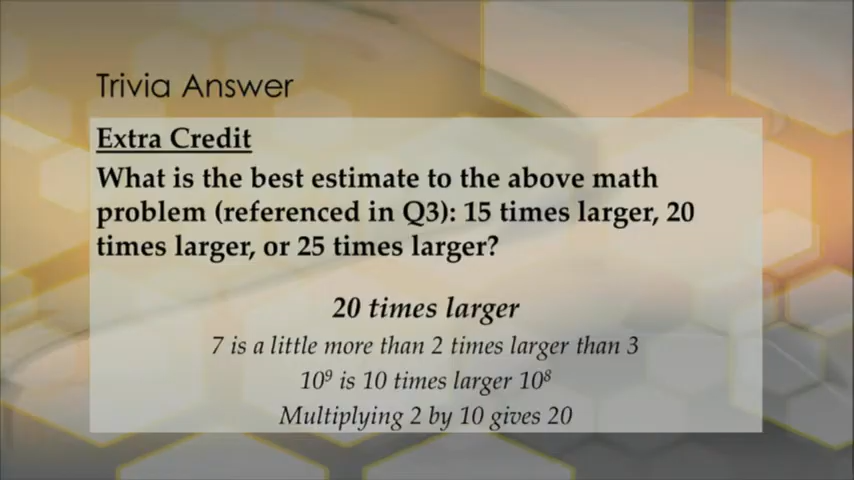 Trivia Answer
Extra Credit
What is the best estimate to the above math
problem (referenced in Q3): 15 times larger, 20
times larger, or 25 times larger?
20 times larger
7 is a little more than 2 times larger than 3
10⁹ is 10 times larger 10⁸
Multiplying 2 by 10 gives 20